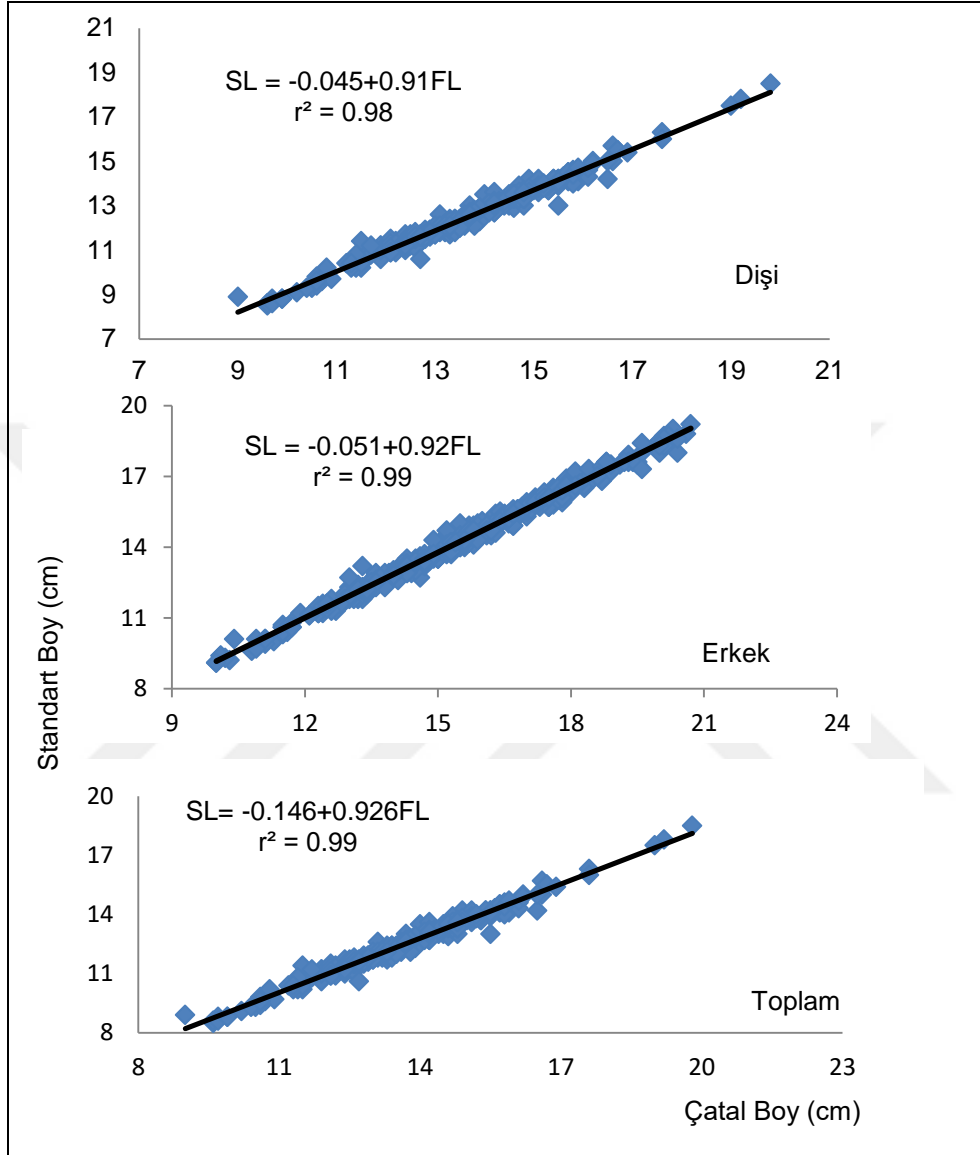 21
19
17
15
13
11
9
7
SL = -0.045+0.91FL
r² = 0.98
Dişi
7 9 11 13 15 17 19 21
20
17
14
11
8
SL = -0.051+0.92FL
r² = 0.99
Erkek
9 12 15 18 21 24
Standart Boy (cm)
20
17
14
11
8
SL= -0.146+0.926FL
r² = 0.99
Toplam
8 11 14 17 20 23
Çatal Boy (cm)